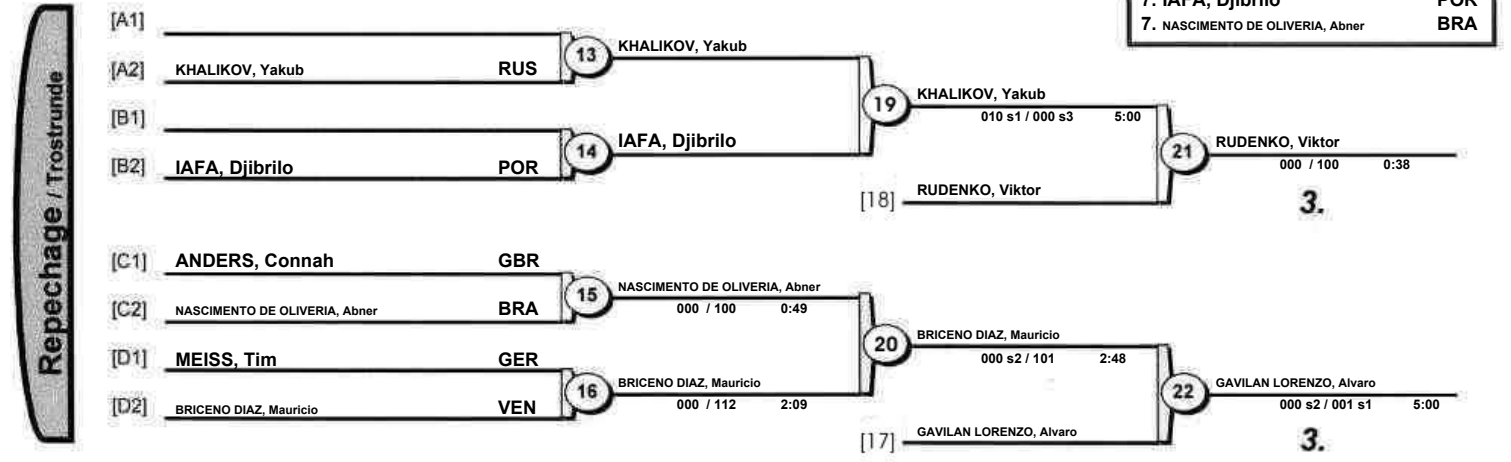 7. IAFA, Djibrilo POR
7. NASCIMENTO DE OLIVERIA, Abner BRA
Repechage / Trostrunde
[A1]
[A2] KHALIKOV, Yakub RUS
13
KHALIKOV, Yakub
[B1]
[B2] IAFA, Djibrilo POR
14
IAFA, Djibrilo
19
KHALIKOV, Yakub
010 s1 / 000 s3 5:00
[18] RUDENKO, Viktor
21
RUDENKO, Viktor
000 / 100 0:38
3.
[C1] ANDERS, Connah GBR
[C2] NASCIMENTO DE OLIVERIA, Abner BRA
15
NASCIMENTO DE OLIVERIA, Abner
000 / 100 0:49
[D1] MEISS, Tim GER
[D2] BRICENO DIAZ, Mauricio VEN
16
BRICENO DIAZ, Mauricio
000 / 112 2:09
20
BRICENO DIAZ, Mauricio
000 s2 / 101 2:48
[17] GAVILAN LORENZO, Alvaro
22
GAVILAN LORENZO, Alvaro
000 s2 / 001 s1 5:00
3.